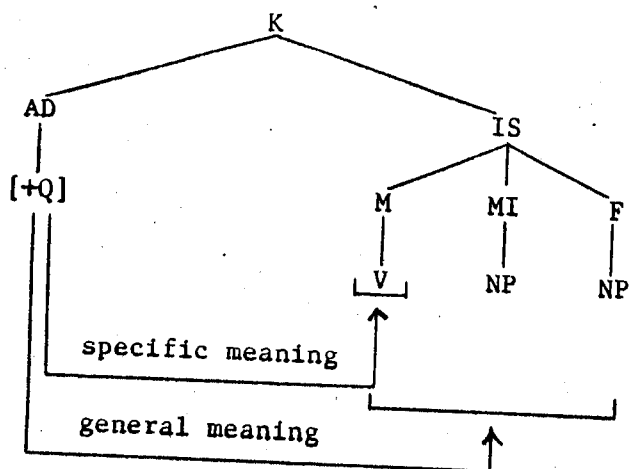 K
AD IS
[+Q] M MI F
V NP NP
specific meaning
general meaning